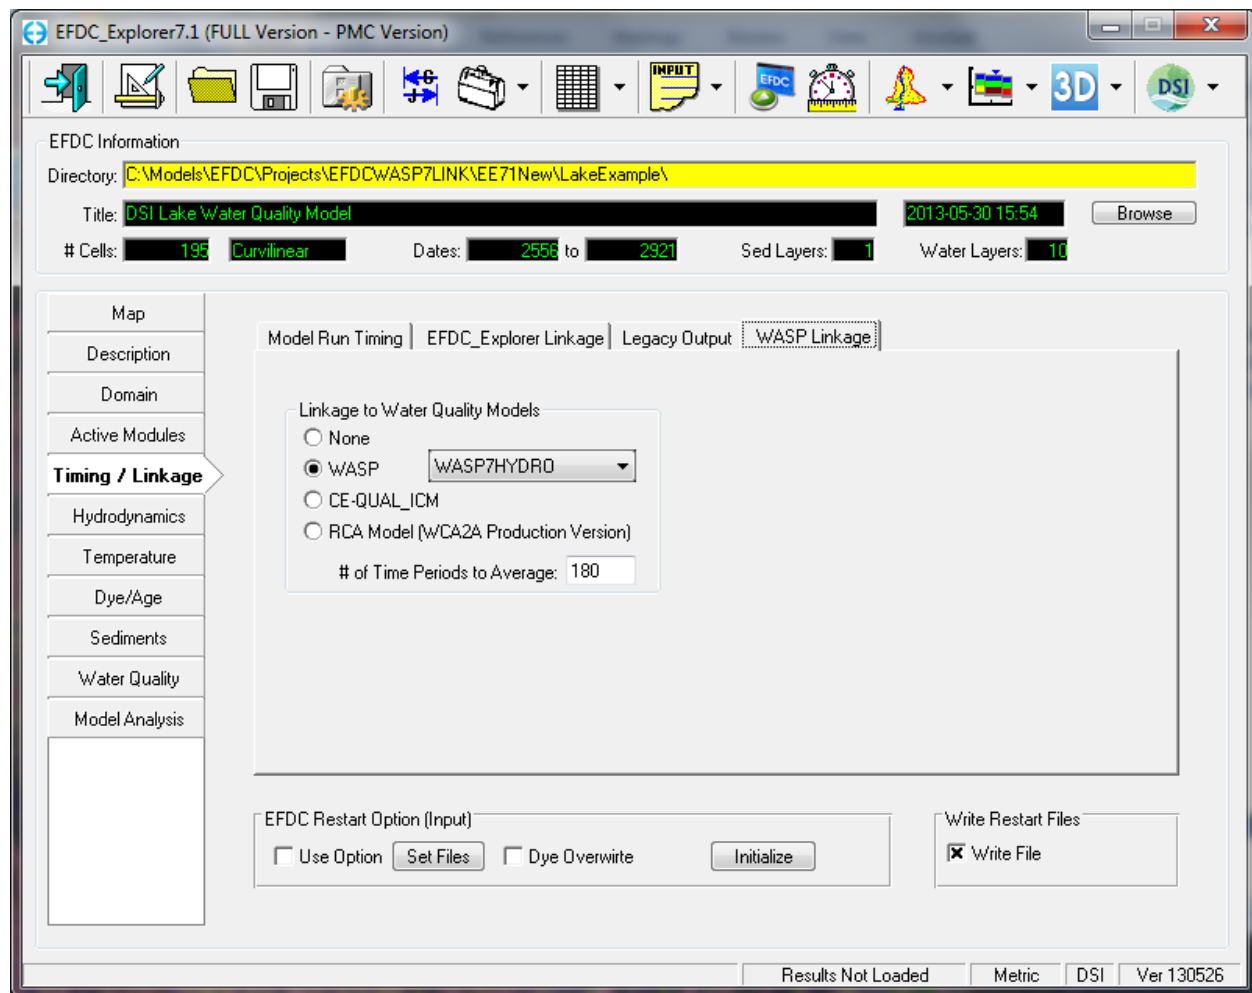 EFDC_Explorer7.1 (FULL Version - PMC Version)
INPUT
EFDC
3D
DSI
EFDC Information
Directory: C:\Models\EFDC\Projects\EFDCWASP7LINK\EE71New\LakeExample\
Title: DSI Lake Water Quality Model 2013-05-30 15:54 Browse
# Cells: 195 Curvilinear Dates: 2556 to 2921 Sed Layers: 1 Water Layers: 10
Map
Description
Domain
Active Modules
Timing / Linkage
Hydrodynamics
Temperature
Dye/Age
Sediments
Water Quality
Model Analysis
Model Run Timing EFDC_Explorer Linkage Legacy Output WASP Linkage
Linkage to Water Quality Models
None
WASP WASP7HYDRO
CE-QUAL_ICM
RCA Model (WCA2A Production Version)
# of Time Periods to Average: 180
EFDC Restart Option (Input)
Use Option Set Files Dye Overwirte Initialize
Write Restart Files
Write File
Results Not Loaded Metric DSI Ver 130526